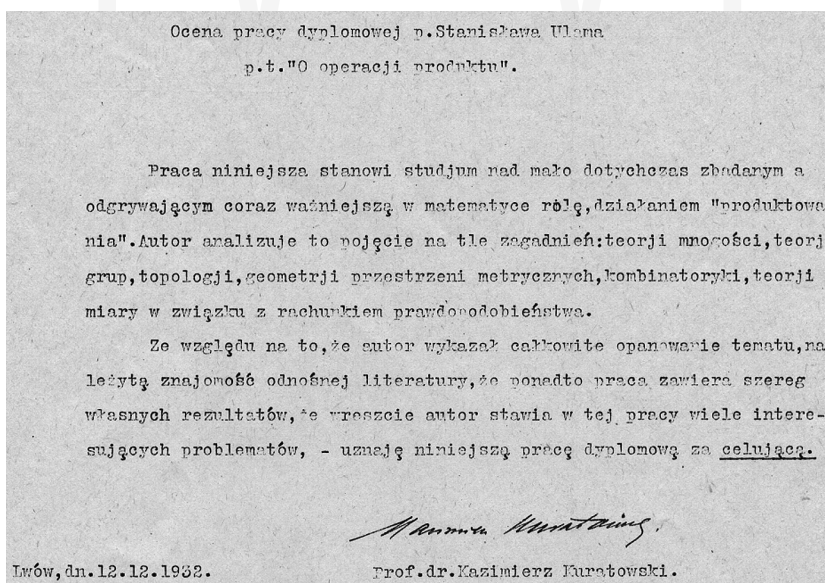 Ocena pracy dyplomowej p.Stanisława Ulama
p.t."O operacji produktu".
Praca niniejsza stanowi studjum nad mało dotychczas zbadanym a
odgrywającym coraz ważniejszą w matematyce rolę,działaniem "produktowa
nia".Autor analizuje to pojęcie na tle zagadnień:teorji mnogości,teorj
grup,topologji,geometrji przestrzeni metrycznych,kombinatoryki,teorji
miary w związku z rachunkiem prawdopodobieństwa.
Ze względu na to,że autor wykazał całkowite opanowanie tematu,na
leżytą znajomość odnośnej literatury,że ponadto praca zawiera szereg
własnych rezultatów,że wreszcie autor stawia w tej pracy wiele intere-
sujących problematów, - uznaję niniejszą pracę dyplomową za celującą.
Kazimierz Kuratowski.
Lwów,dn.12.12.1932. Prof.dr.Kazimierz Kuratowski.